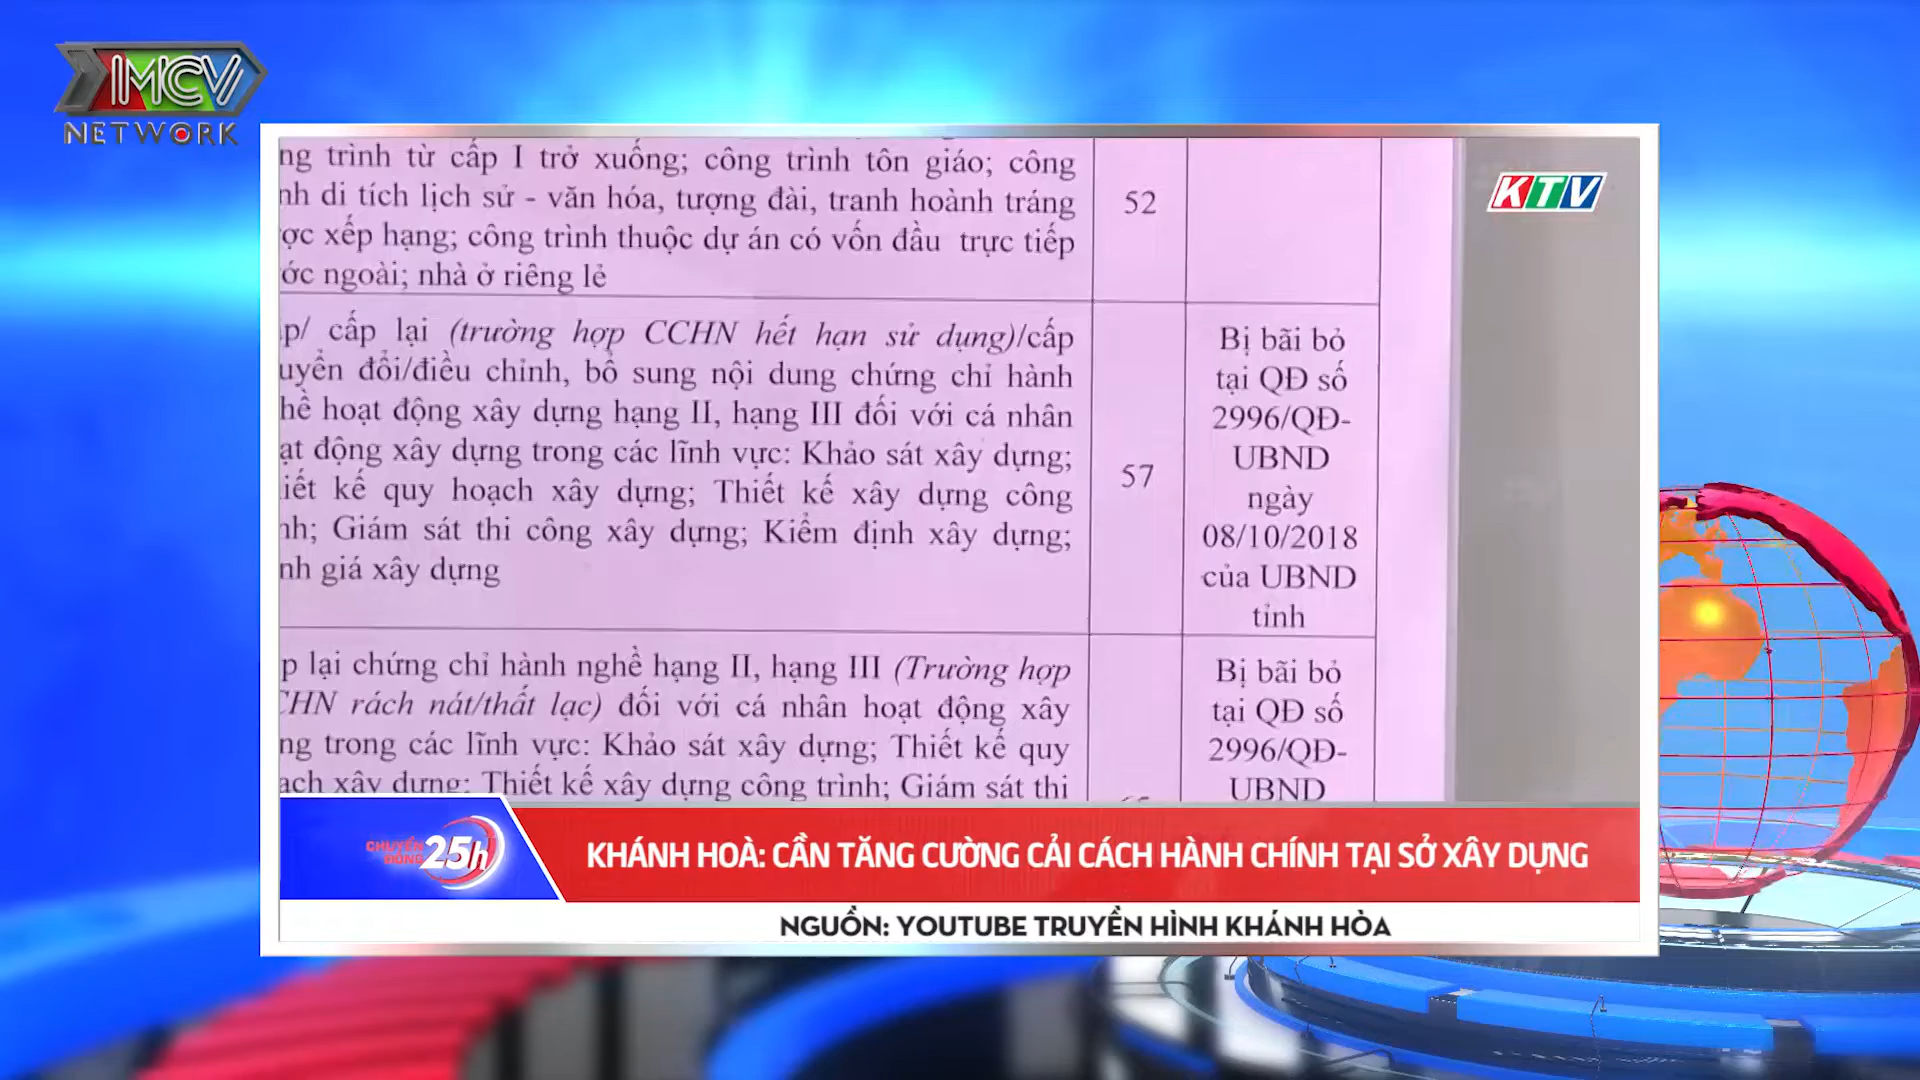 MCV
NETWORK
KTV
ng trình từ cấp I trở xuống; công trình tôn giáo; công
nh di tích lịch sử - văn hóa, tượng đài, tranh hoành tráng
ợc xếp hạng; công trình thuộc dự án có vốn đầu trực tiếp
ớc ngoài; nhà ở riêng lẻ
52
p/ cấp lại (trường hợp CCHN hết hạn sử dụng)/cấp
uyển đổi/điều chỉnh, bổ sung nội dung chứng chỉ hành
hề hoạt động xây dựng hạng II, hạng III đối với cá nhân
ạt động xây dựng trong các lĩnh vực: Khảo sát xây dựng;
iết kế quy hoạch xây dựng; Thiết kế xây dựng công
nh; Giám sát thi công xây dựng; Kiểm định xây dựng;
nh giá xây dựng
57
Bị bãi bỏ
tại QĐ số
2996/QĐ-
UBND
ngày
08/10/2018
của UBND
tỉnh
p lại chứng chỉ hành nghề hạng II, hạng III (Trường hợp
CHN rách nát/thất lạc) đối với cá nhân hoạt động xây
ng trong các lĩnh vực: Khảo sát xây dựng; Thiết kế quy
ạch xây dựng; Thiết kế xây dựng công trình; Giám sát thi
Bị bãi bỏ
tại QĐ số
2996/QĐ-
UBND
CHUYỂN
ĐỘNG
25h
KHÁNH HOÀ: CẦN TĂNG CƯỜNG CẢI CÁCH HÀNH CHÍNH TẠI SỞ XÂY DỰNG
NGUỒN: YOUTUBE TRUYỀN HÌNH KHÁNH HÒA